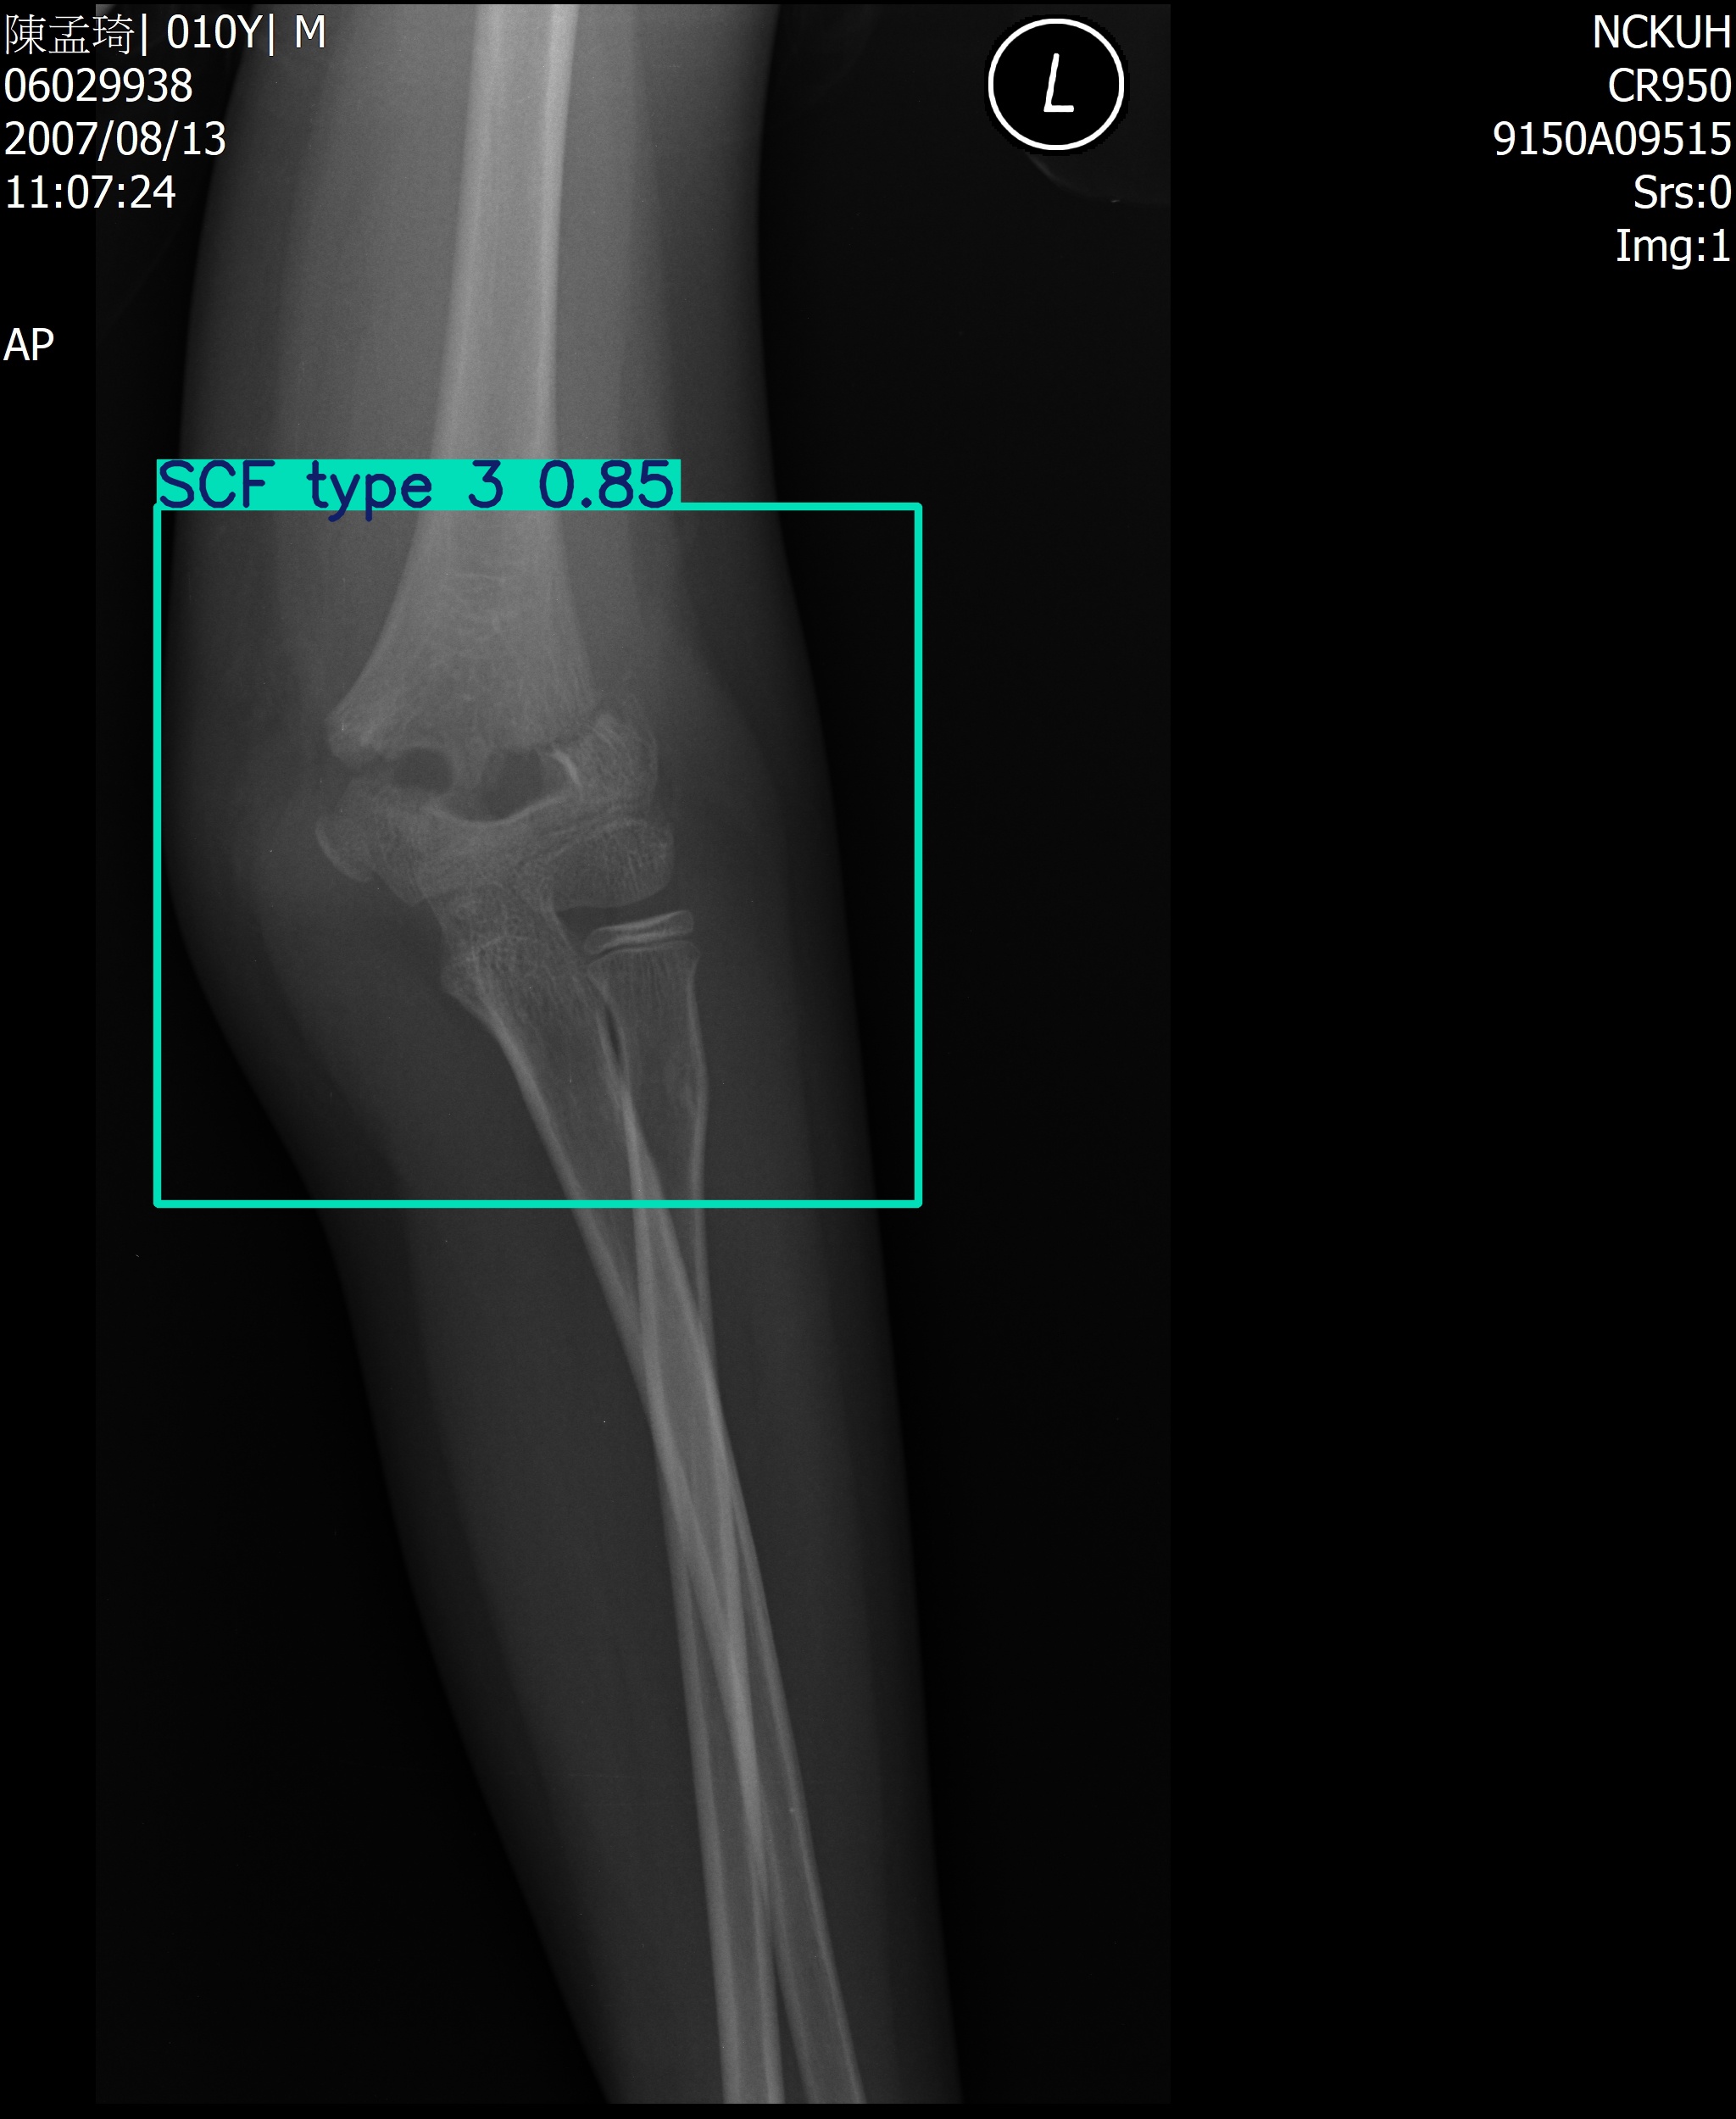 陳孟琦| 010Y| M
06029938
2007/08/13
11:07:24
AP
L
NCKUH
CR950
9150A09515
Srs:0
Img:1
SCF type 3 0.85